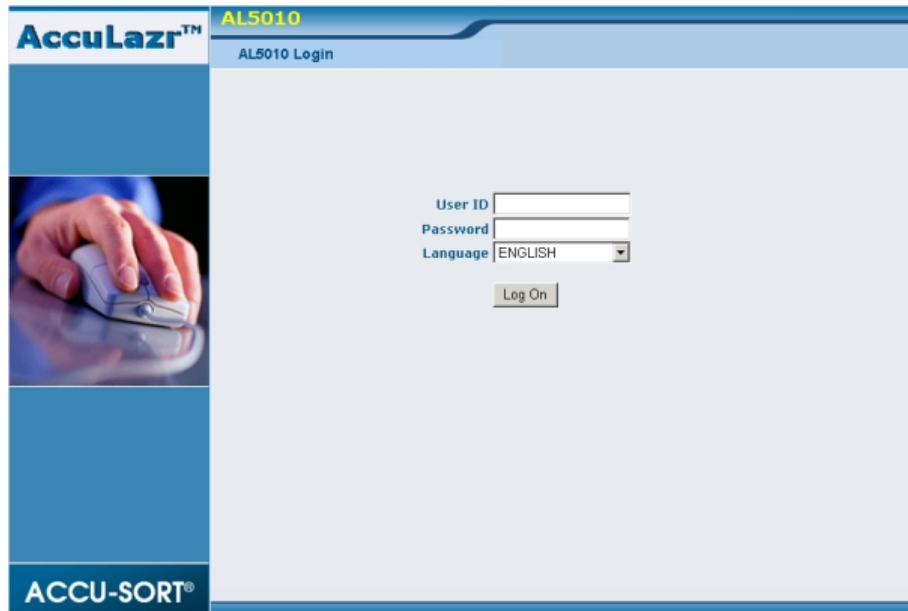 AccuLazr™
AL5010
AL5010 Login
User ID
Password
Language ENGLISH
Log On
ACCU-SORT®